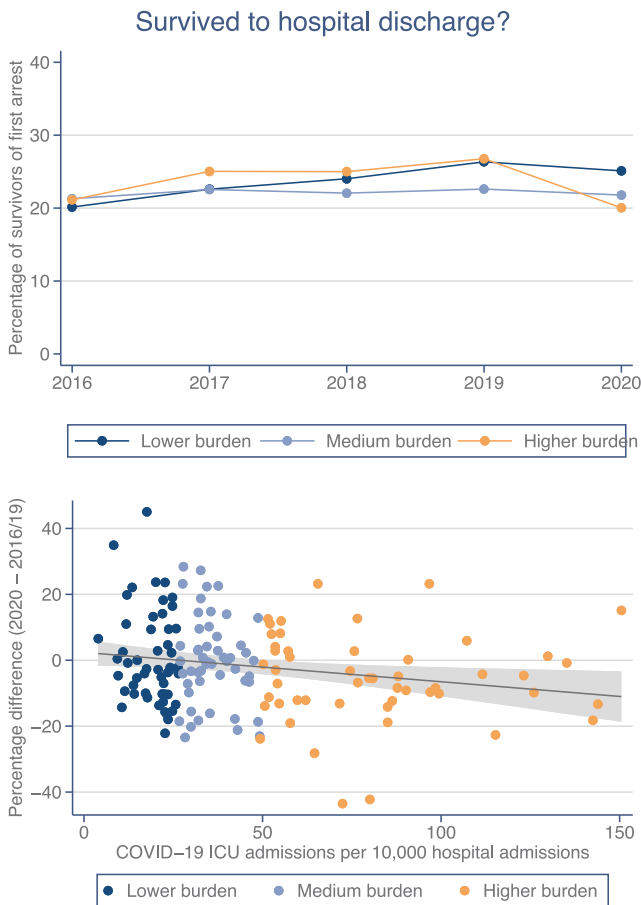 Survived to hospital discharge?
Percentage of survivors of first arrest
40
30
20
10
0
2016 2017 2018 2019 2020
Lower burden Medium burden Higher burden
Percentage difference (2020 – 2016/19)
40
20
0
−20
−40
0 50 100 150
COVID–19 ICU admissions per 10,000 hospital admissions
Lower burden Medium burden Higher burden